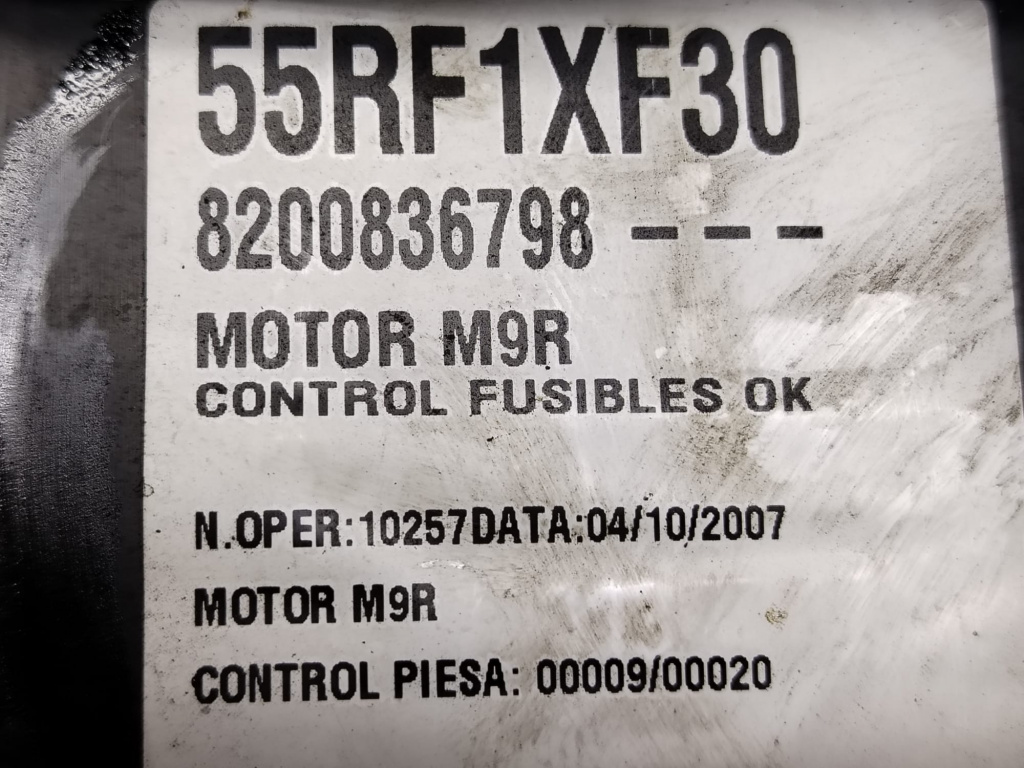 55RF1XF30
8200836798 ---
MOTOR M9R
CONTROL FUSIBLES OK
N.OPER:10257DATA:04/10/2007
MOTOR M9R
CONTROL PIESA: 00009/00020